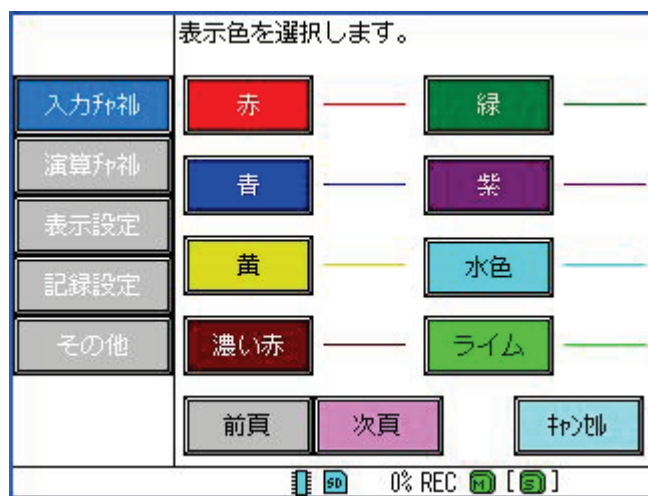 表示色を選択します。
入力ﾁｬﾈﾙ
演算ﾁｬﾈﾙ
表示設定
記録設定
その他
赤
緑
青
紫
黄
水色
濃い赤
ライム
前頁
次頁
ｷｬﾝｾﾙ
SD 0% REC M [S]